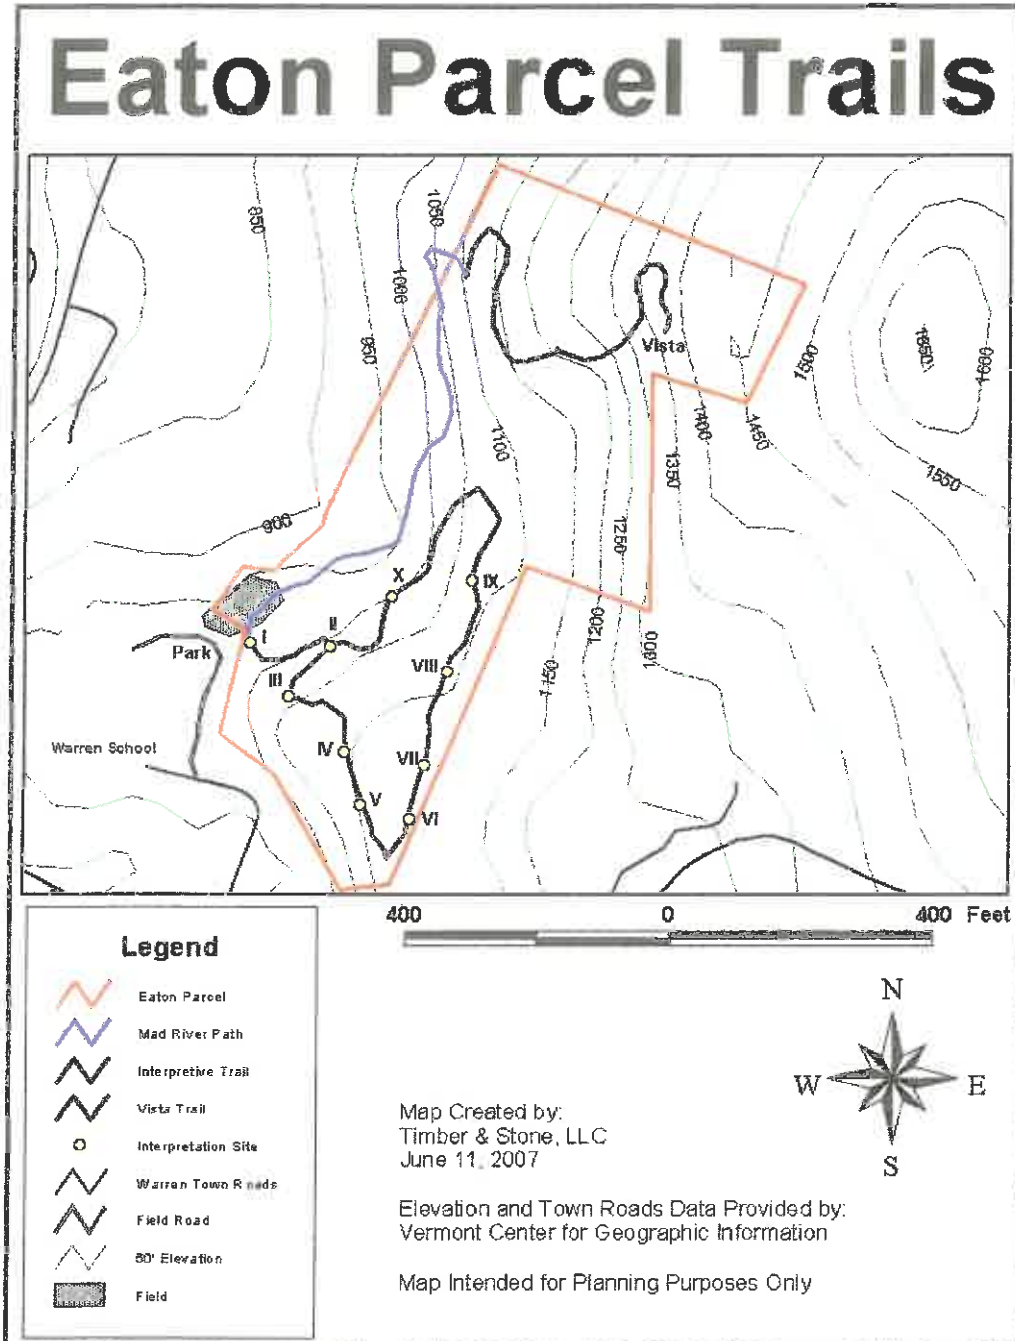 Eaton Parcel Trails
850
1050
1000
950
Vista
1500
1650
1600
1100
1400
1450
1350
1550
900
1250
X
IX
II
I
1200
1300
Park
VIII
1150
III
Warren School
IV
VII
V
VI
400 0 400 Feet
Legend
Eaton Parcel
Mad River Path
Interpretive Trail
Vista Trail
Interpretation Site
Warren Town Roads
Field Road
50' Elevation
Field
N
W E
S
Map Created by:
Timber & Stone, LLC
June 11, 2007
Elevation and Town Roads Data Provided by:
Vermont Center for Geographic Information
Map Intended for Planning Purposes Only